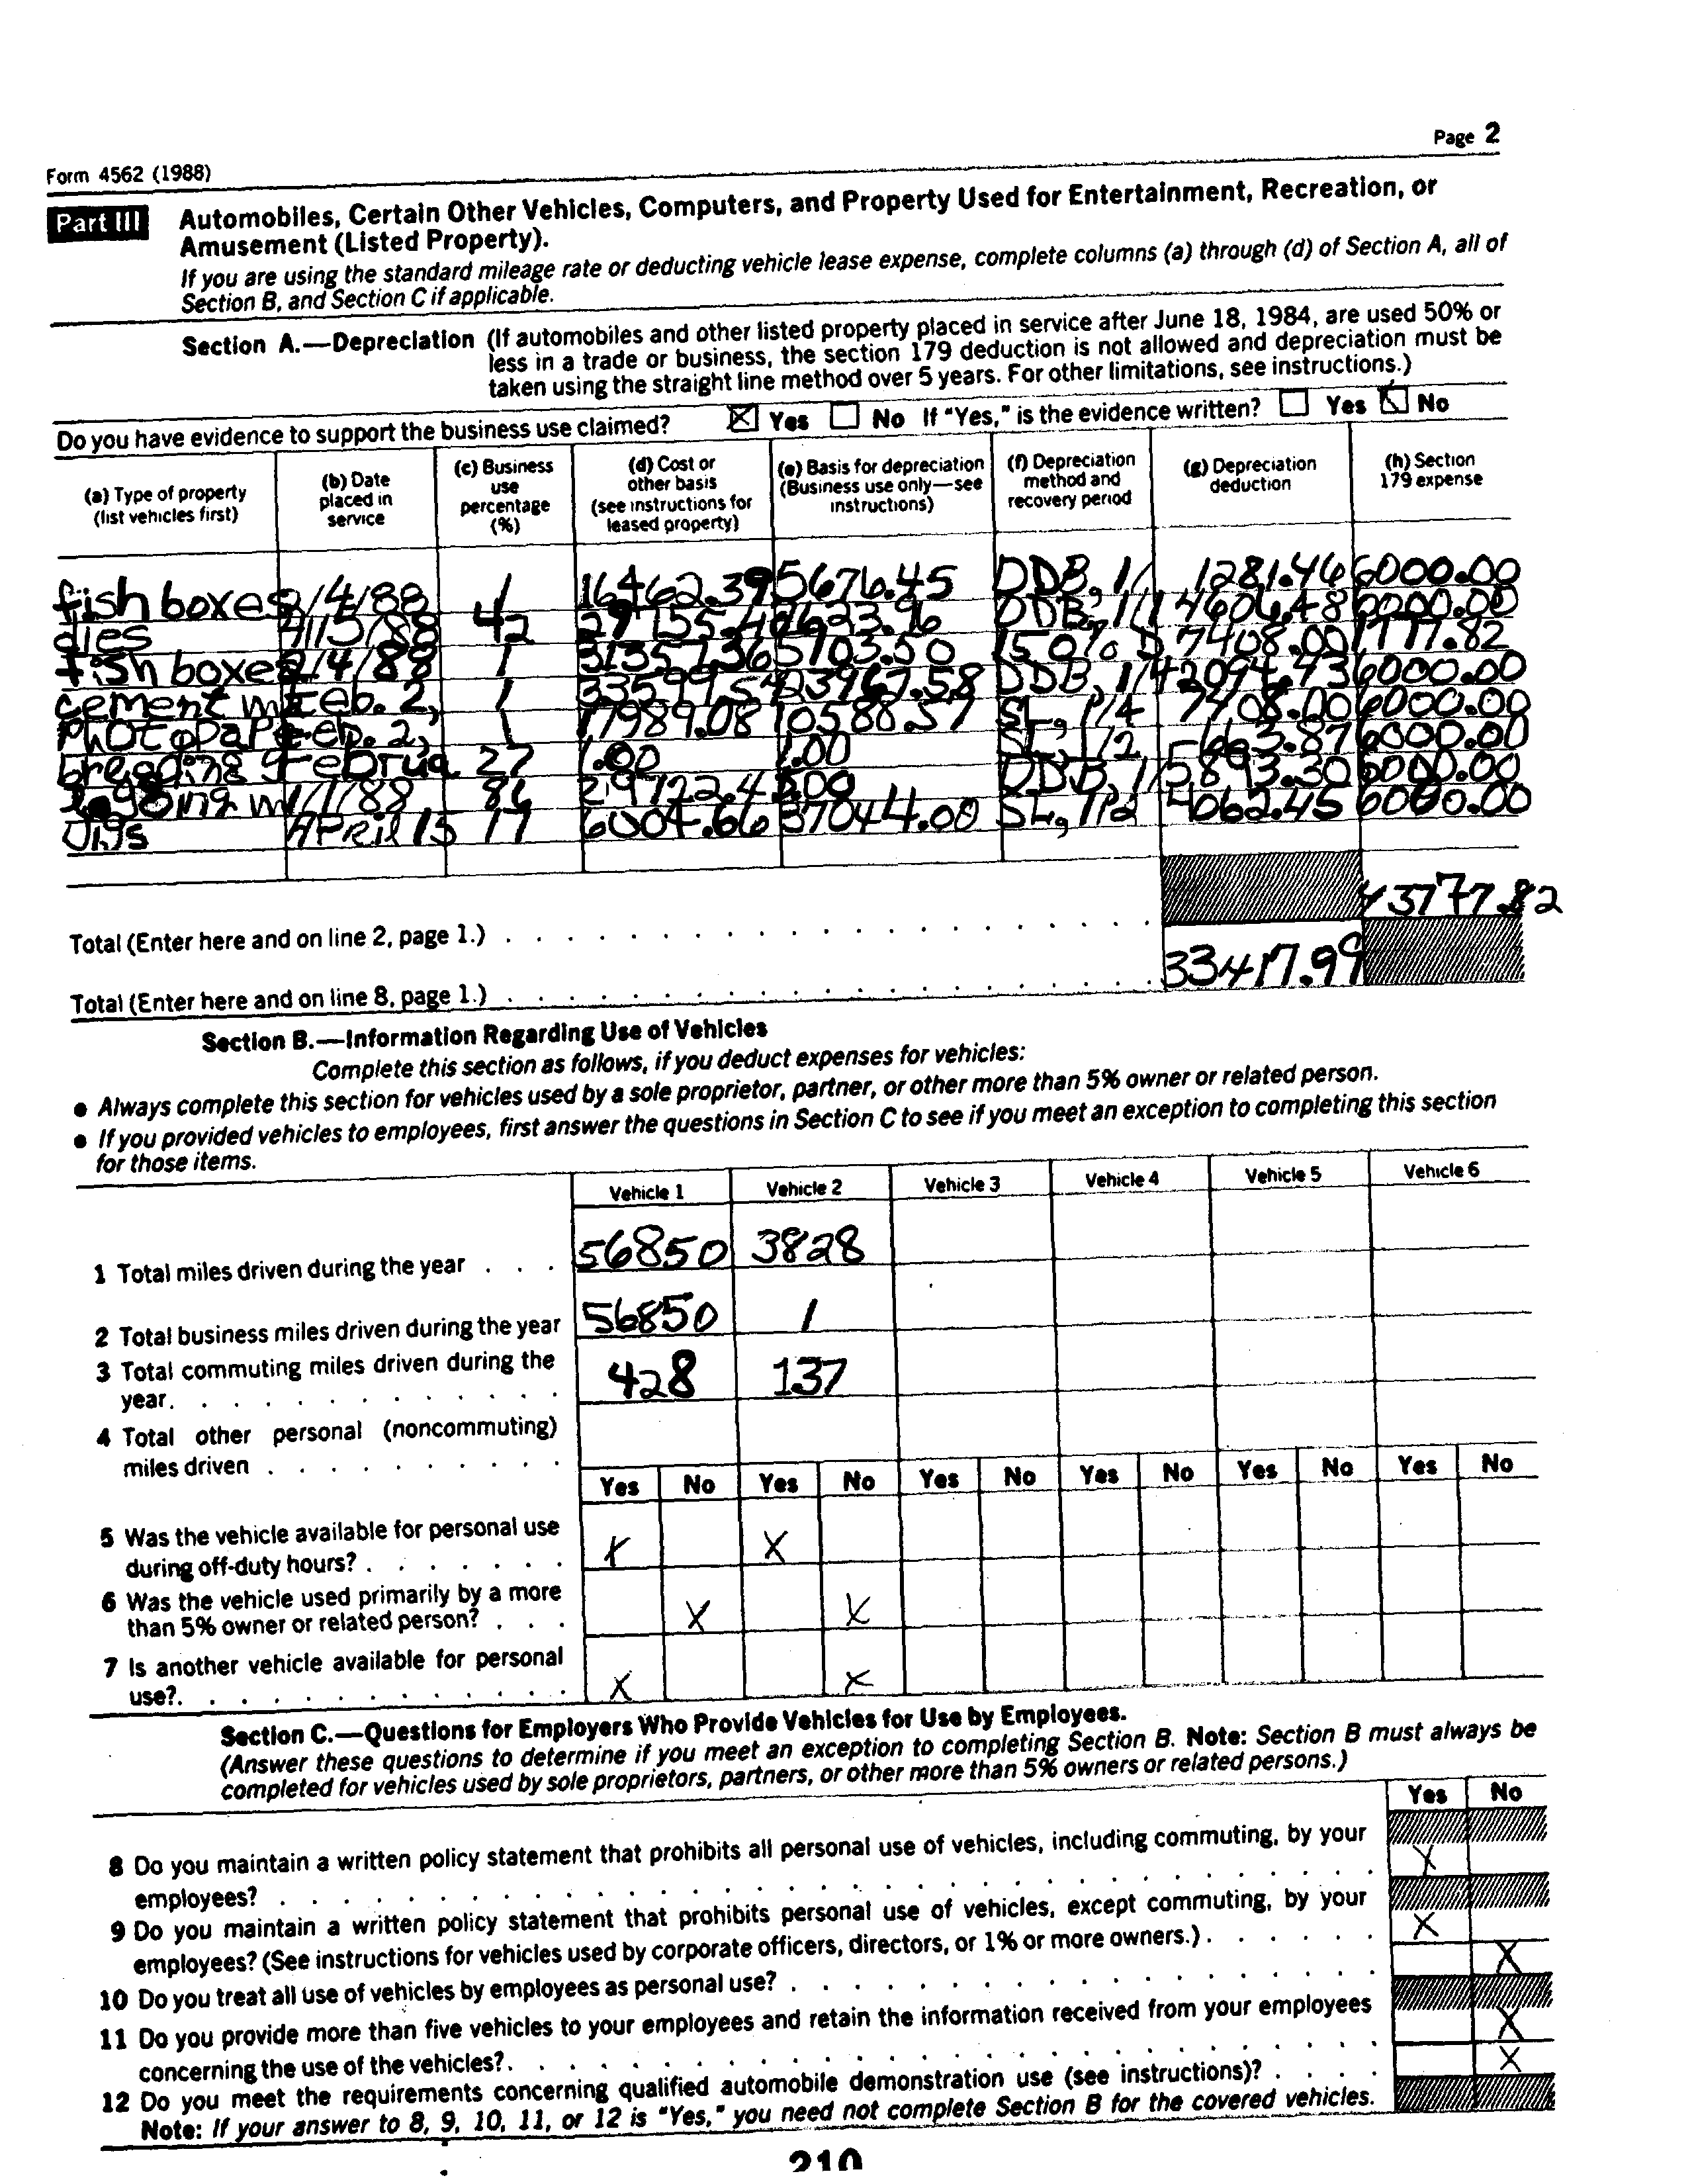 Page 2
Form 4562 (1988)
Part III Automobiles, Certain Other Vehicles, Computers, and Property Used for Entertainment, Recreation, or
Amusement (Listed Property).
If you are using the standard mileage rate or deducting vehicle lease expense, complete columns (a) through (d) of Section A, all of
Section B, and Section C if applicable.
Section A.—Depreciation (If automobiles and other listed property placed in service after June 18, 1984, are used 50% or
less in a trade or business, the section 179 deduction is not allowed and depreciation must be
taken using the straight line method over 5 years. For other limitations, see instructions.)
Do you have evidence to support the business use claimed? ☒ Yes ☐ No If "Yes," is the evidence written? ☐ Yes ☒ No
(a) Type of property
(list vehicles first)
(b) Date
placed in
service
(c) Business
use
percentage
(%)
(d) Cost or
other basis
(see instructions for
leased property)
(e) Basis for depreciation
(Business use only—see
instructions)
(f) Depreciation
method and
recovery period
(g) Depreciation
deduction
(h) Section
179 expense
fish boxes 2/4/88 1 16462.39 5676.45 DDB, 1/ 1281.46 6000.00
dies 4/15/88 42 DDB, 1/1 4606.48 6000.00
fish boxes 2/4/88 1 5703.50 150% D 7408.00 1777.82
cement m Feb. 2, 1 33599.54 23967.58 DDB, 1/ 42094.43 6000.00
photo pap Feb. 2, 1 17989.08 10588.57 SL, P/4 7408.00 6000.00
breading g Februa 27 1.00 1.00 SL, 1/2 5663.87 6000.00
logging m 1/1/88 86 29722.4 5.00 DDB, 1/ 5893.30 6000.00
jigs April 15 17 6004.66 37044.00 SL, 1/2 4062.45 6000.00
43777.82
Total (Enter here and on line 2, page 1.)
33417.99
Total (Enter here and on line 8, page 1.)
Section B.—Information Regarding Use of Vehicles
Complete this section as follows, if you deduct expenses for vehicles:
● Always complete this section for vehicles used by a sole proprietor, partner, or other more than 5% owner or related person.
● If you provided vehicles to employees, first answer the questions in Section C to see if you meet an exception to completing this section
for those items.
Vehicle 1 Vehicle 2 Vehicle 3 Vehicle 4 Vehicle 5 Vehicle 6
1 Total miles driven during the year . . . 56850 3828
2 Total business miles driven during the year 56850 1
3 Total commuting miles driven during the
year. . . . . . . . . . . 428 137
4 Total other personal (noncommuting)
miles driven . . . . . . . . . .
Yes No Yes No Yes No Yes No Yes No Yes No
5 Was the vehicle available for personal use
during off-duty hours? . . . . . . . X X
6 Was the vehicle used primarily by a more
than 5% owner or related person? . . . X X
7 Is another vehicle available for personal
use?. . . . . . . . . . . . . X X
Section C.—Questions for Employers Who Provide Vehicles for Use by Employees.
(Answer these questions to determine if you meet an exception to completing Section B. Note: Section B must always be
completed for vehicles used by sole proprietors, partners, or other more than 5% owners or related persons.)
Yes No
8 Do you maintain a written policy statement that prohibits all personal use of vehicles, including commuting, by your
employees? X
9 Do you maintain a written policy statement that prohibits personal use of vehicles, except commuting, by your
employees? (See instructions for vehicles used by corporate officers, directors, or 1% or more owners.) . . . . . . X
10 Do you treat all use of vehicles by employees as personal use? X
11 Do you provide more than five vehicles to your employees and retain the information received from your employees
concerning the use of the vehicles?. X
12 Do you meet the requirements concerning qualified automobile demonstration use (see instructions)? . . . . X
Note: If your answer to 8, 9, 10, 11, or 12 is "Yes," you need not complete Section B for the covered vehicles.
210